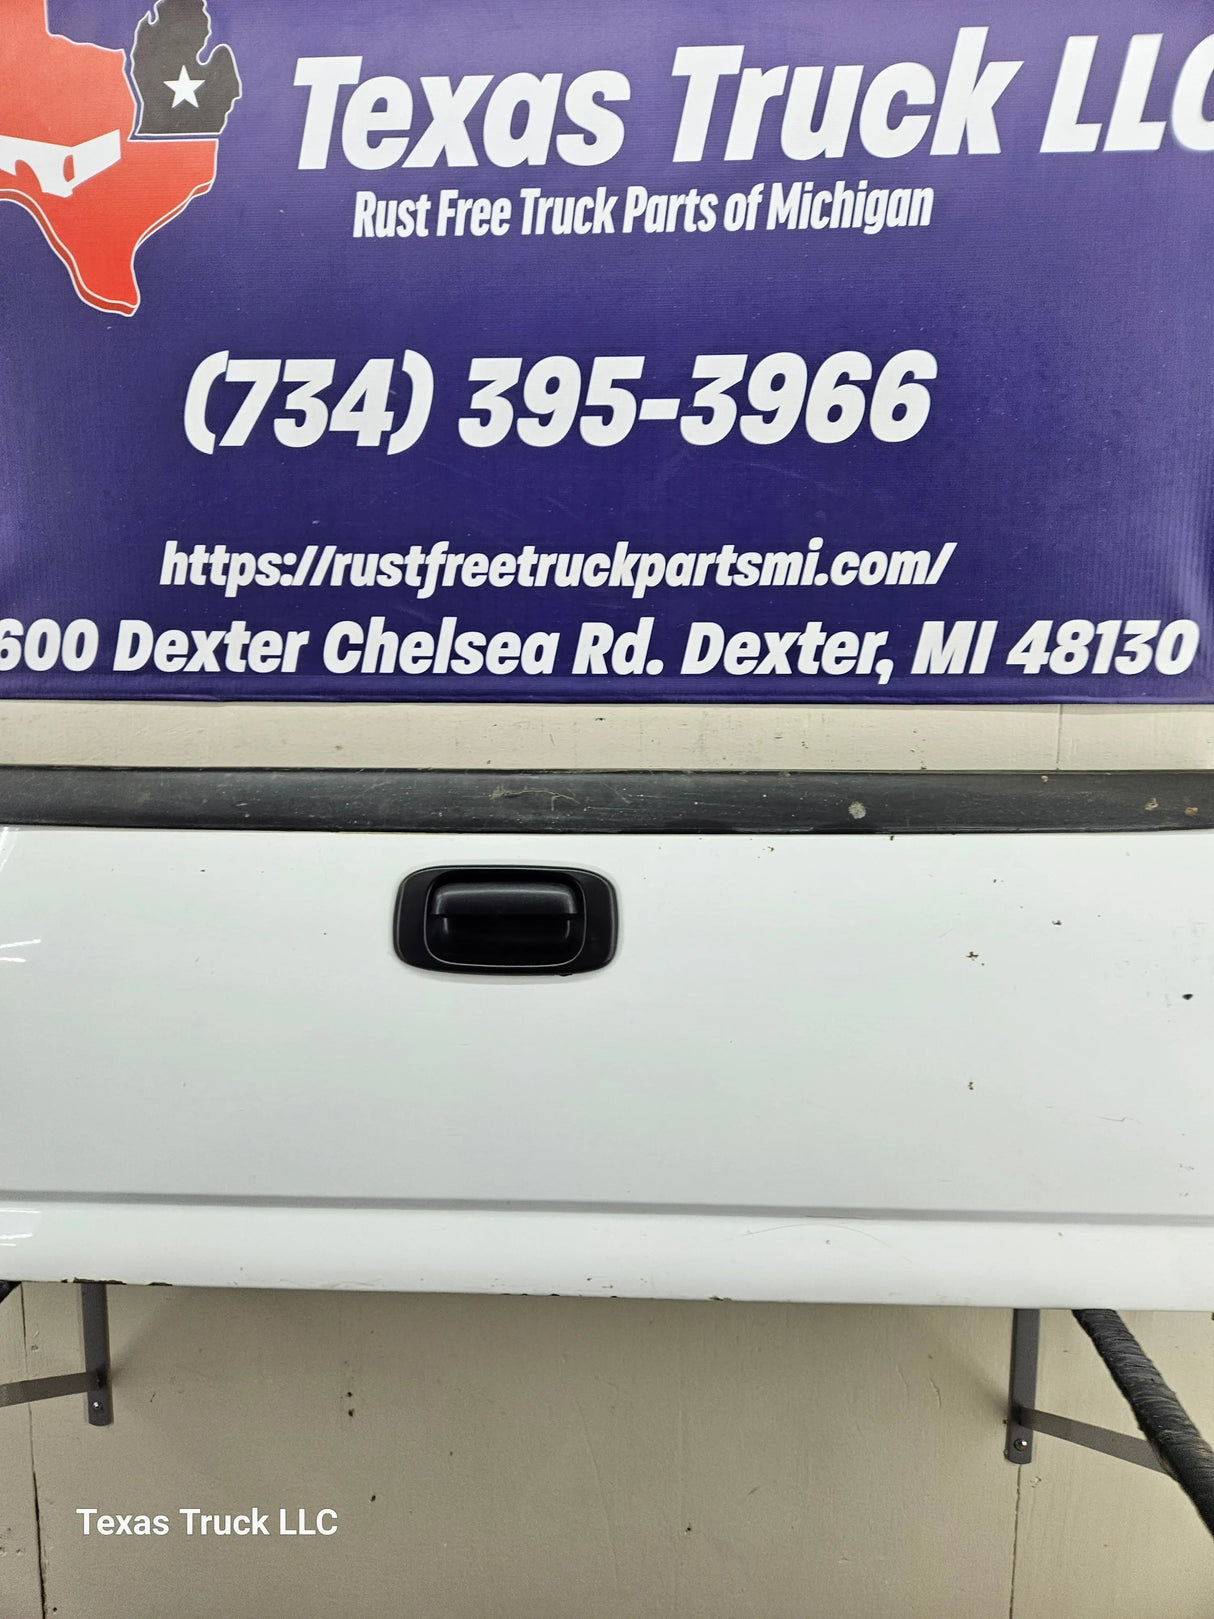 Texas Truck LLC
Rust Free Truck Parts of Michigan
(734) 395-3966
https://rustfreetruckpartsmi.com/
600 Dexter Chelsea Rd. Dexter, MI 48130
Texas Truck LLC